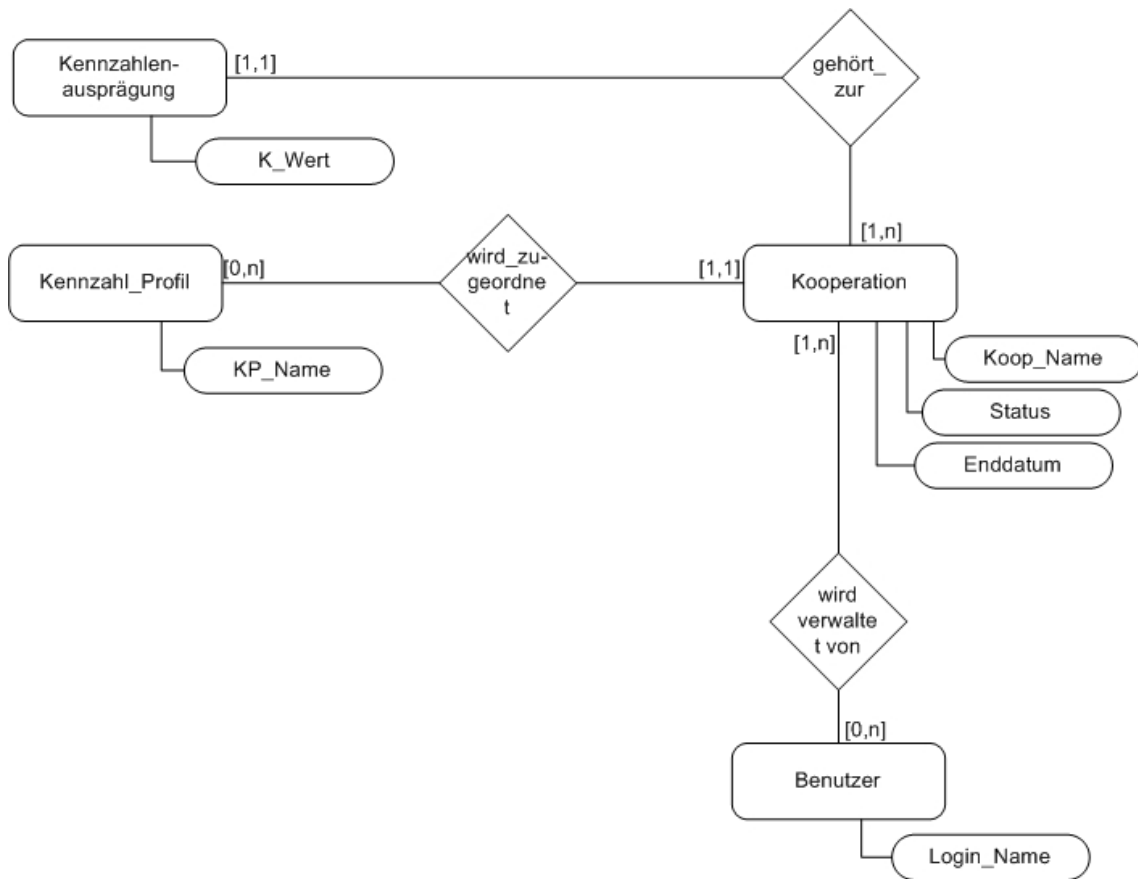 Kennzahlen-
ausprägung
[1,1]
gehört_
zur
K_Wert
[1,n]
Kennzahl_Profil
[0,n]
wird_zu-
geordne
t
[1,1]
Kooperation
[1,n]
KP_Name
Koop_Name
Status
Enddatum
wird
verwalte
t von
[0,n]
Benutzer
Login_Name